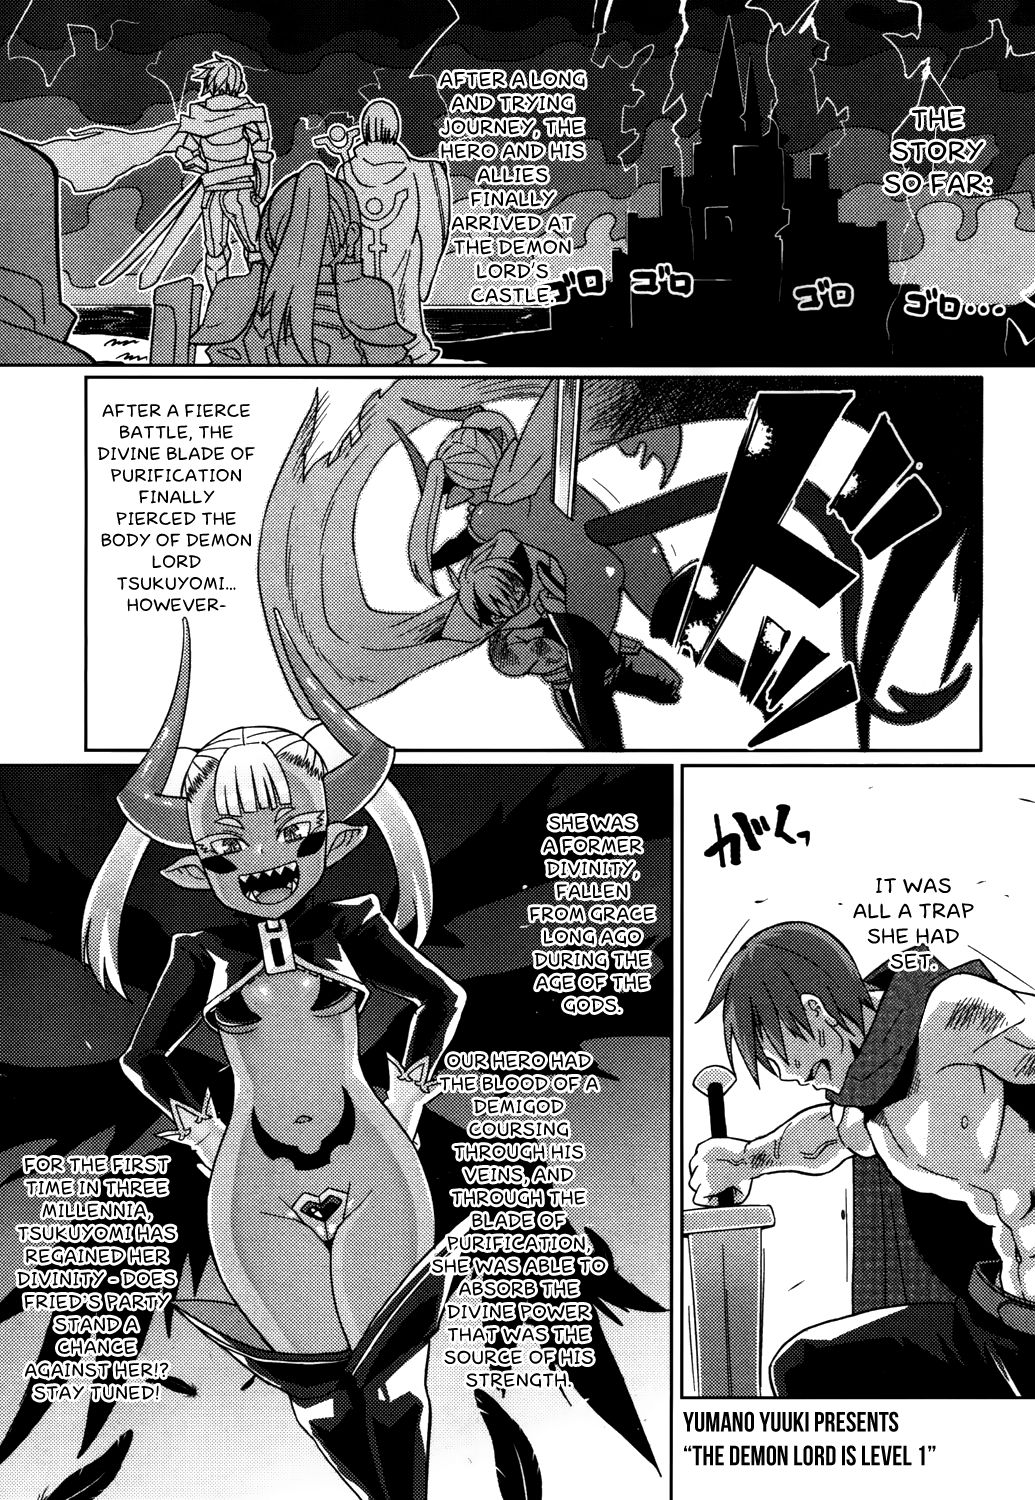 THE
STORY
SO FAR:
AFTER A LONG
AND TRYING
JOURNEY, THE
HERO AND HIS
ALLIES
FINALLY
ARRIVED AT
THE DEMON
LORD'S
CASTLE.
ゴロ
ゴロ
ゴロ
ゴロ...
AFTER A FIERCE
BATTLE, THE
DIVINE BLADE OF
PURIFICATION
FINALLY
PIERCED THE
BODY OF DEMON
LORD
TSUKUYOMI...
HOWEVER-
ドドド
IT WAS
ALL A TRAP
SHE HAD
SET.
ガくっ
SHE WAS
A FORMER
DIVINITY,
FALLEN
FROM GRACE
LONG AGO
DURING THE
AGE OF THE
GODS.
OUR HERO HAD
THE BLOOD OF A
DEMIGOD
COURSING
THROUGH HIS
VEINS, AND
THROUGH THE
BLADE OF
PURIFICATION,
SHE WAS ABLE TO
ABSORB THE
DIVINE POWER
THAT WAS THE
SOURCE OF HIS
STRENGTH.
FOR THE FIRST
TIME IN THREE
MILLENNIA,
TSUKUYOMI HAS
REGAINED HER
DIVINITY - DOES
FRIED'S PARTY
STAND A
CHANCE
AGAINST HER!?
STAY TUNED!
YUMANO YUUKI PRESENTS
“THE DEMON LORD IS LEVEL 1”